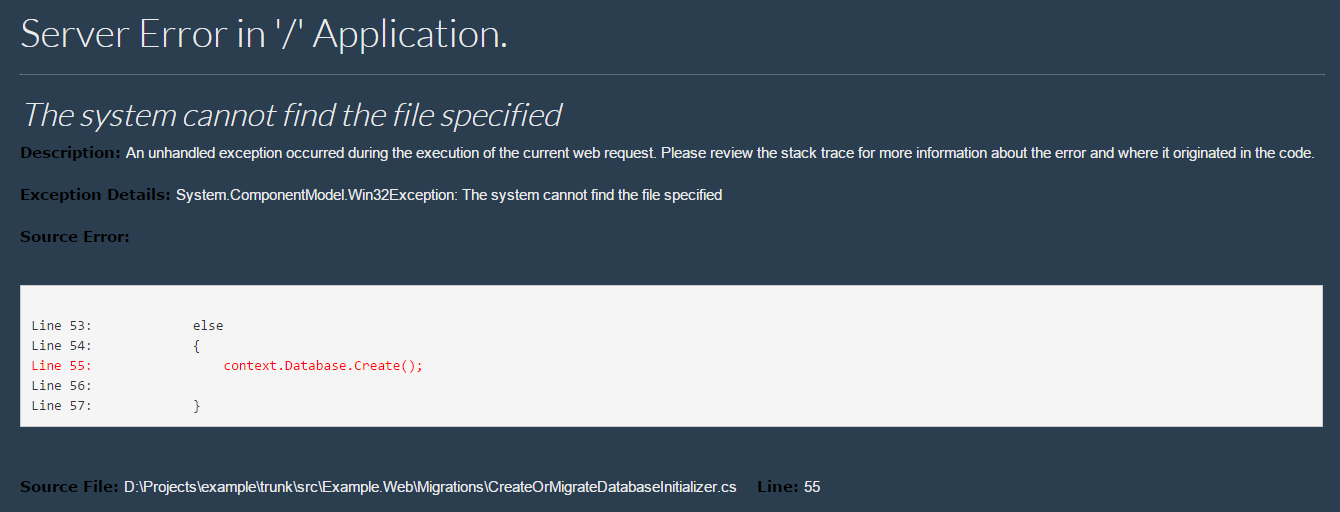 Server Error in '/' Application.
The system cannot find the file specified
Description: An unhandled exception occurred during the execution of the current web request. Please review the stack trace for more information about the error and where it originated in the code.
Exception Details: System.ComponentModel.Win32Exception: The system cannot find the file specified
Source Error:
Line 53:             else
Line 54:             {
Line 55:                 context.Database.Create();
Line 56:
Line 57:             }
Source File: D:\Projects\example\trunk\src\Example.Web\Migrations\CreateOrMigrateDatabaseInitializer.cs    Line: 55